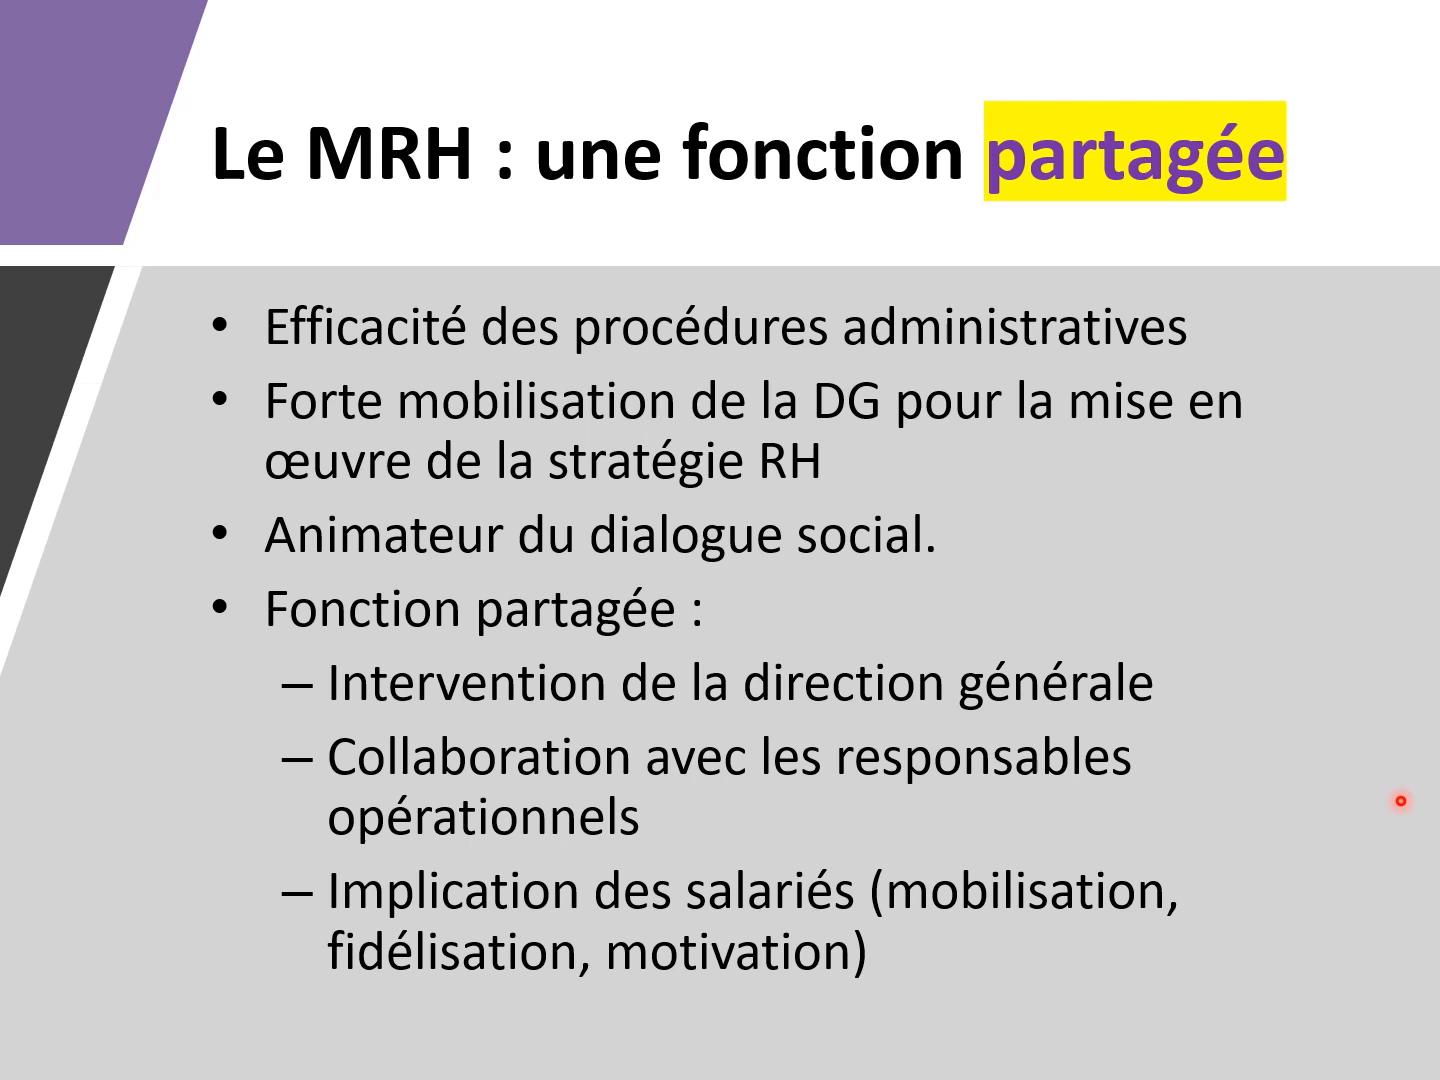 Le MRH : une fonction partagée
• Efficacité des procédures administratives
• Forte mobilisation de la DG pour la mise en
œuvre de la stratégie RH
• Animateur du dialogue social.
• Fonction partagée :
– Intervention de la direction générale
– Collaboration avec les responsables
opérationnels
– Implication des salariés (mobilisation,
fidélisation, motivation)